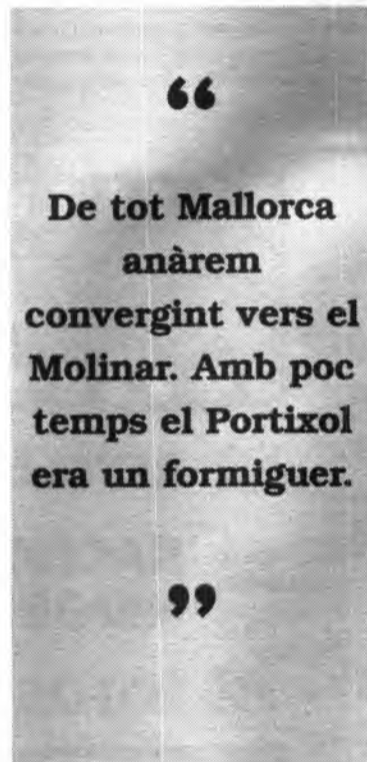 “
De tot Mallorca
anàrem
convergint vers el
Molinar. Amb poc
temps el Portixol
era un formiguer.
”